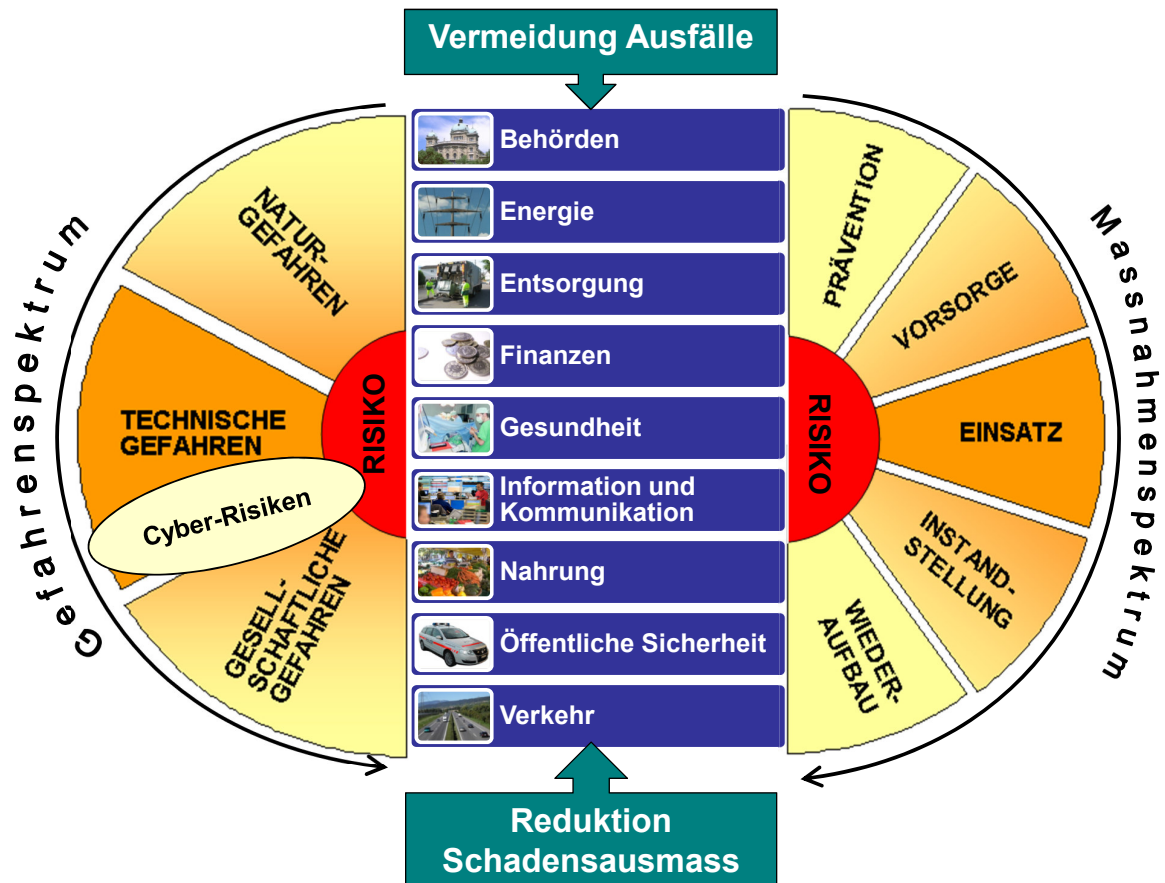 Vermeidung Ausfälle
Gefahrenspektrum
NATUR-
GEFAHREN
TECHNISCHE
GEFAHREN
Cyber-Risiken
GESELL-
SCHAFTLICHE
GEFAHREN
RISIKO
Behörden
Energie
Entsorgung
Finanzen
Gesundheit
Information und
Kommunikation
Nahrung
Öffentliche Sicherheit
Verkehr
RISIKO
PRÄVENTION
VORSORGE
EINSATZ
INSTAND-
STELLUNG
WIEDER-
AUFBAU
Massnahmenspektrum
Reduktion
Schadensausmass